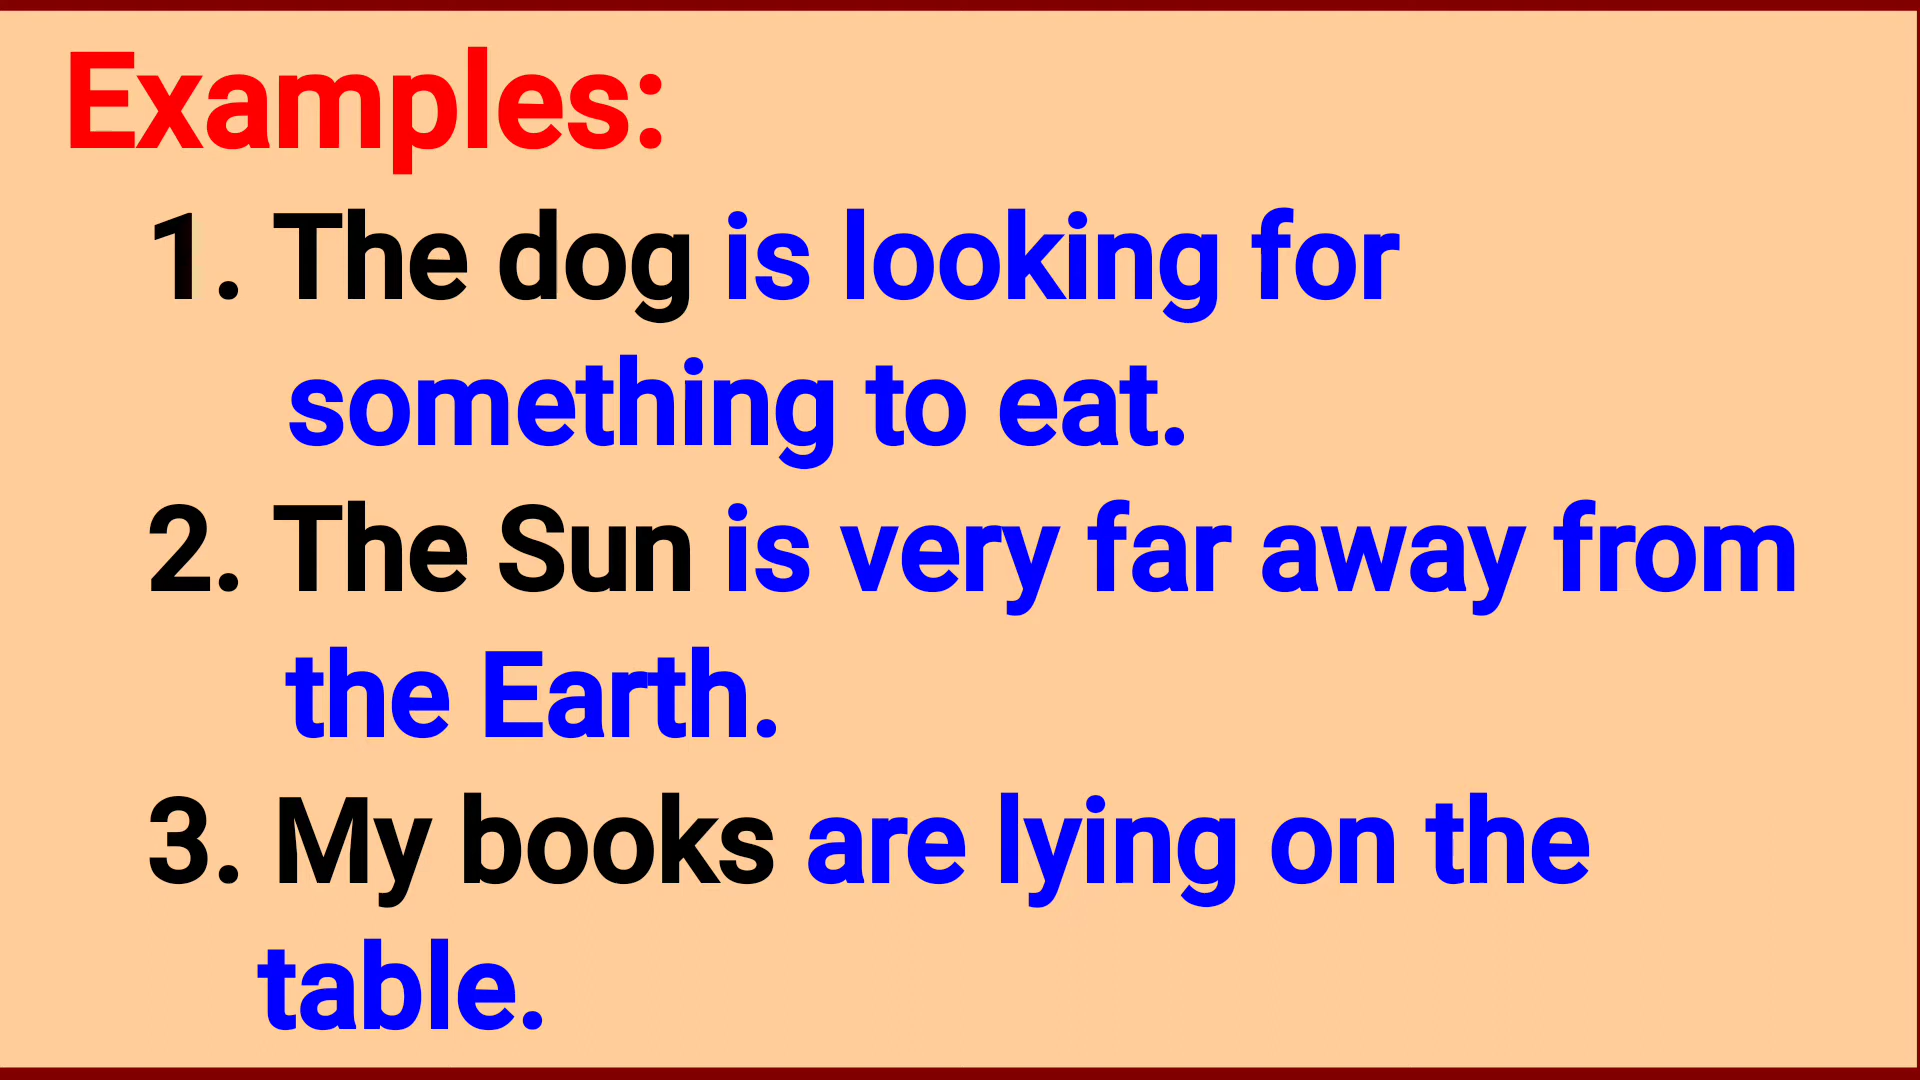 Examples:
1. The dog is looking for
something to eat.
2. The Sun is very far away from
the Earth.
3. My books are lying on the
table.